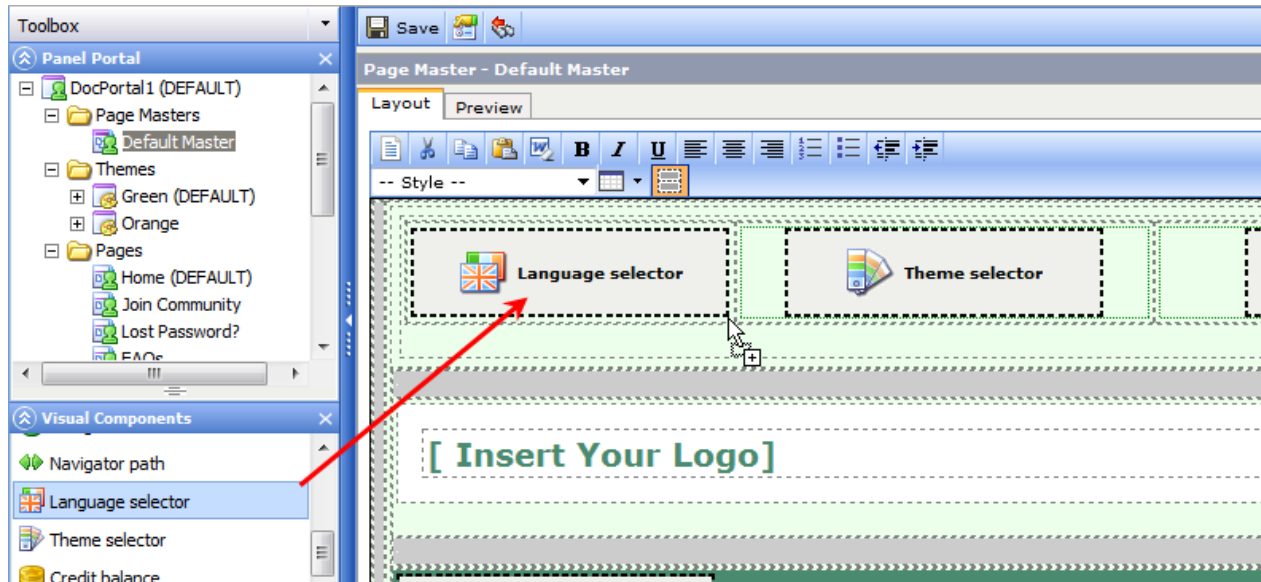 Toolbox
Panel Portal
DocPortal1 (DEFAULT)
Page Masters
Default Master
Themes
Green (DEFAULT)
Orange
Pages
Home (DEFAULT)
Join Community
Lost Password?
FAQs
Visual Components
Navigator path
Language selector
Theme selector
Credit balance
Save
Page Master - Default Master
Layout Preview
B I U
-- Style --
Language selector Theme selector
[ Insert Your Logo]